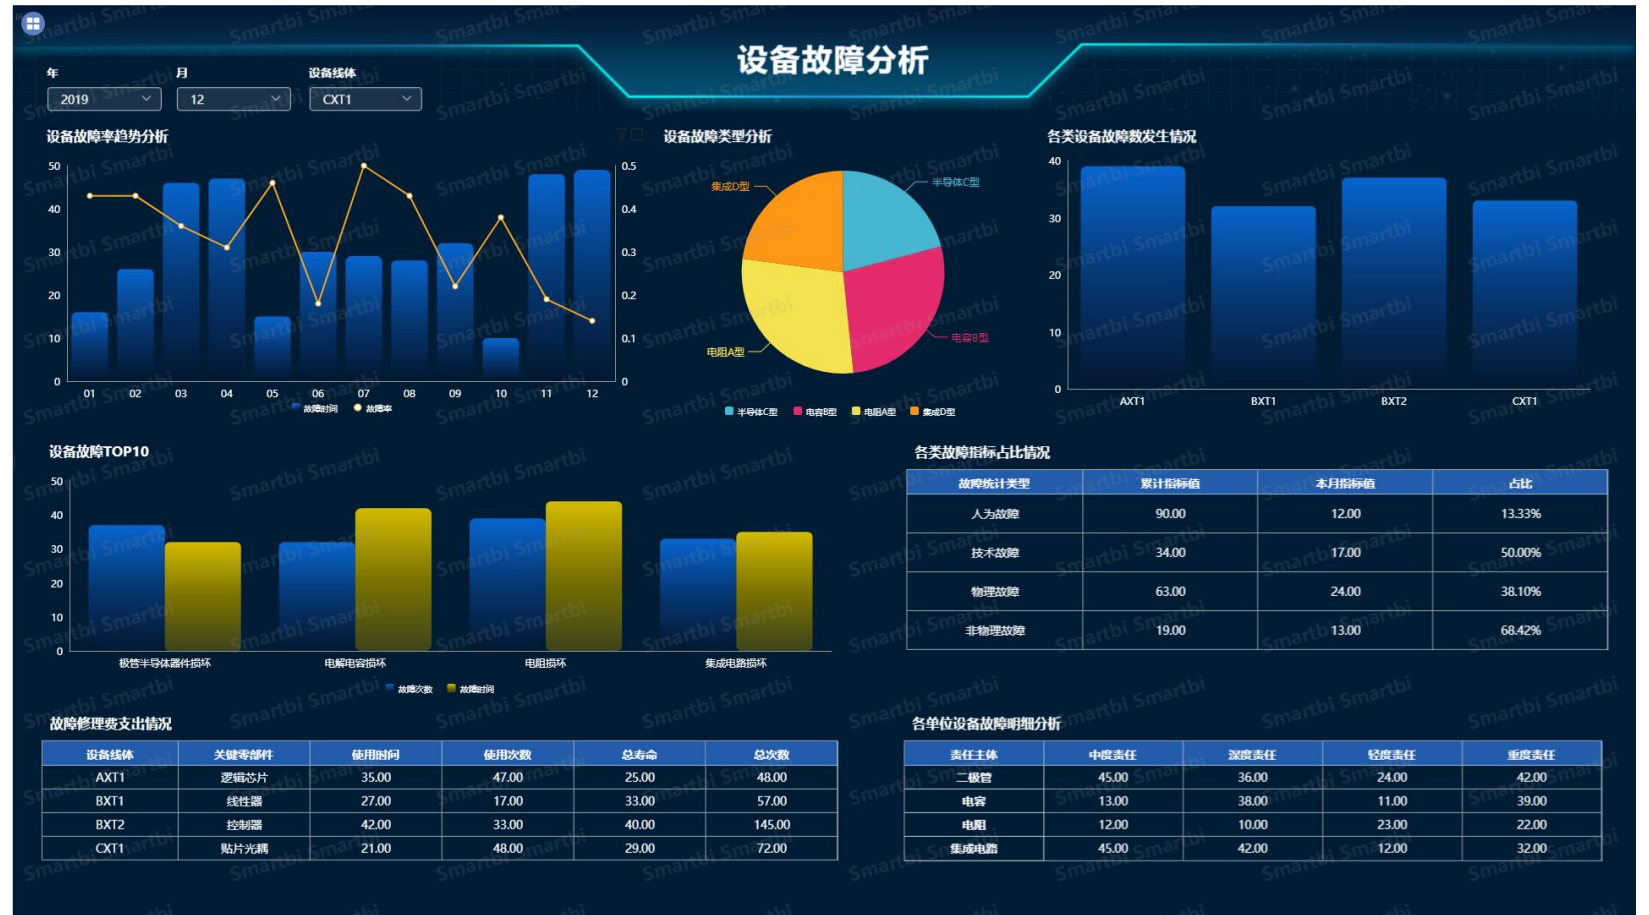 设备故障分析
年 月 设备线体
2019 12 CXT1
设备故障率趋势分析
50 0.5
40 0.4
30 0.3
20 0.2
10 0.1
0 0
01 02 03 04 05 06 07 08 09 10 11 12
故障时间 故障率
设备故障类型分析
集成D型 半导体C型
电阻A型 电容B型
半导体C型 电容B型 电阻A型 集成D型
各类设备故障数发生情况
40
30
20
10
0
AXT1 BXT1 BXT2 CXT1
设备故障TOP10
50
40
30
20
10
0
极管半导体器件损坏 电解电容损坏 电阻损坏 集成电路损坏
故障次数 故障时间
各类故障指标占比情况
故障统计类型 累计指标值 本月指标值 占比
人为故障 90.00 12.00 13.33%
技术故障 34.00 17.00 50.00%
物理故障 63.00 24.00 38.10%
非物理故障 19.00 13.00 68.42%
故障修理费支出情况
设备线体 关键零部件 使用时间 使用次数 总寿命 总次数
AXT1 逻辑芯片 35.00 47.00 25.00 48.00
BXT1 线性器 27.00 17.00 33.00 57.00
BXT2 控制器 42.00 33.00 40.00 145.00
CXT1 贴片光耦 21.00 48.00 29.00 72.00
各单位设备故障明细分析
责任主体 中度责任 深度责任 轻度责任 重度责任
二极管 45.00 36.00 24.00 42.00
电容 13.00 38.00 11.00 39.00
电阻 12.00 10.00 23.00 22.00
集成电路 45.00 42.00 12.00 32.00
Smartbi Smartbi